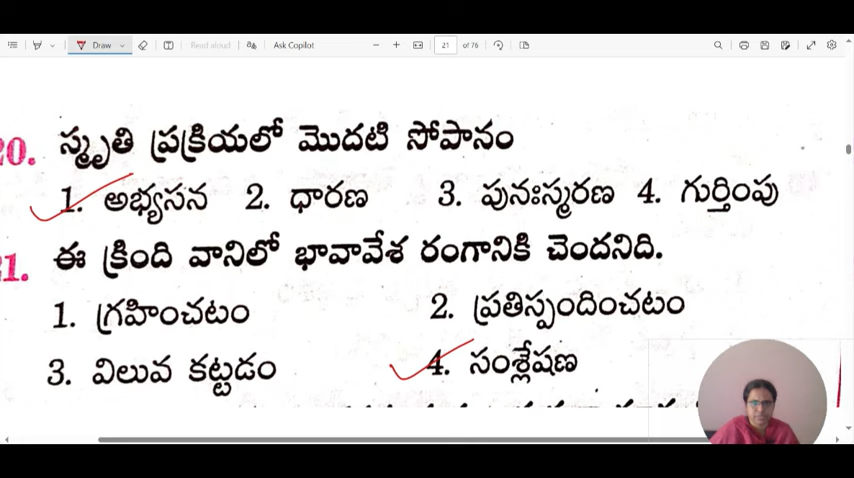 Draw
Read aloud
Ask Copilot
21
of 76
20. స్మృతి ప్రక్రియలో మొదటి సోపానం
1. అభ్యసన 2. ధారణ 3. పునఃస్మరణ 4. గుర్తింపు
1. ఈ క్రింది వానిలో భావావేశ రంగానికి చెందనిది.
1. గ్రహించటం 2. ప్రతిస్పందించటం
3. విలువ కట్టడం 4. సంశ్లేషణ